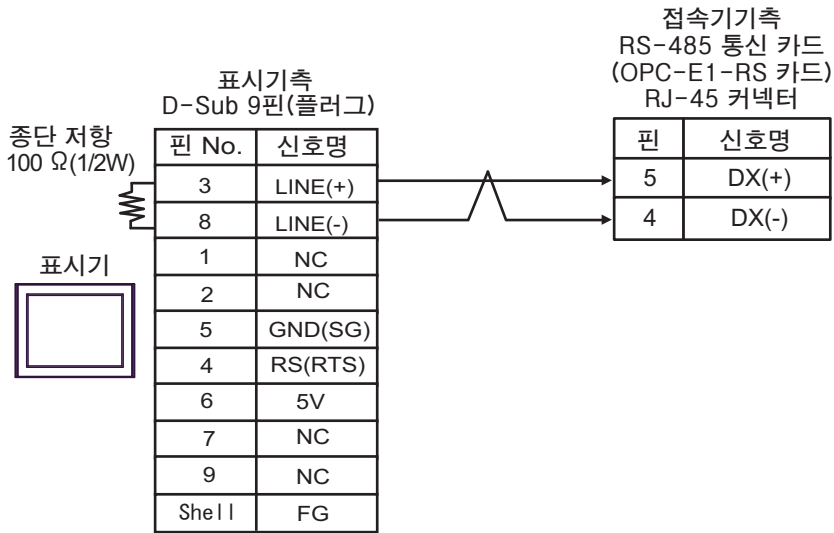 접속기기측
RS-485 통신 카드
(OPC-E1-RS 카드)
RJ-45 커넥터
표시기측
D-Sub 9핀(플러그)
종단 저항
100 Ω(1/2W)
표시기
핀 No. 신호명
3 LINE(+)
8 LINE(-)
1 NC
2 NC
5 GND(SG)
4 RS(RTS)
6 5V
7 NC
9 NC
Shell FG
핀 신호명
5 DX(+)
4 DX(-)